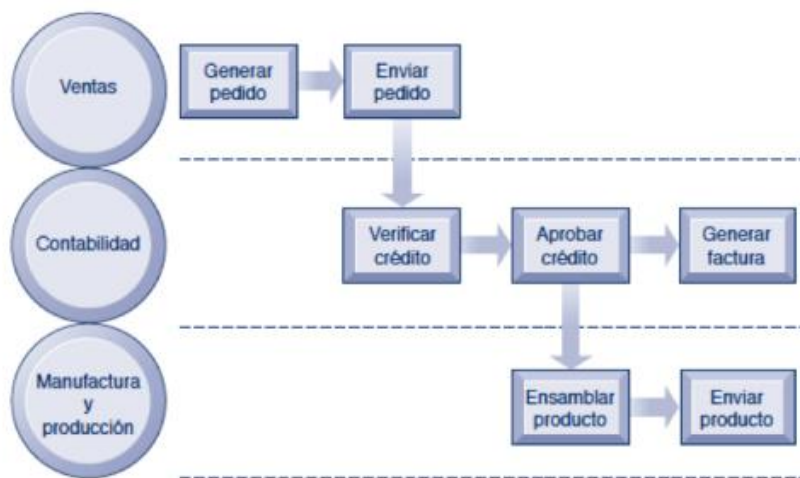 Ventas
Generar
pedido
Enviar
pedido
Contabilidad
Verificar
crédito
Aprobar
crédito
Generar
factura
Manufactura
y
producción
Ensamblar
producto
Enviar
producto